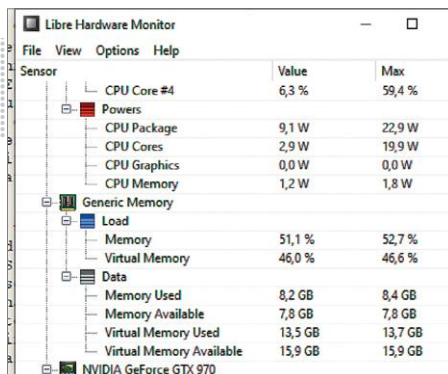 Libre Hardware Monitor
File View Options Help
Sensor Value Max
CPU Core #4 6,3 % 59,4 %
Powers
CPU Package 9,1 W 22,9 W
CPU Cores 2,9 W 19,9 W
CPU Graphics 0,0 W 0,0 W
CPU Memory 1,2 W 1,8 W
Generic Memory
Load
Memory 51,1 % 52,7 %
Virtual Memory 46,0 % 46,6 %
Data
Memory Used 8,2 GB 8,4 GB
Memory Available 7,8 GB 7,8 GB
Virtual Memory Used 13,5 GB 13,7 GB
Virtual Memory Available 15,9 GB 15,9 GB
NVIDIA GeForce GTX 970